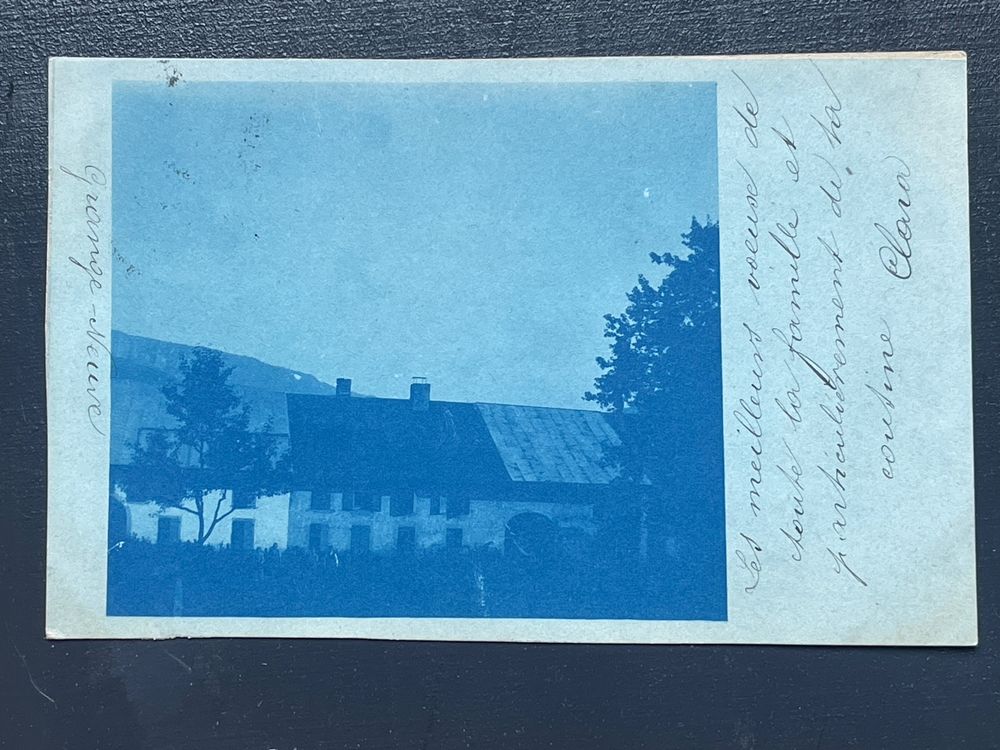 Grange-Neuve
Les meilleurs voeux de
toute la famille et
particulièrement de ta
cousine Clara